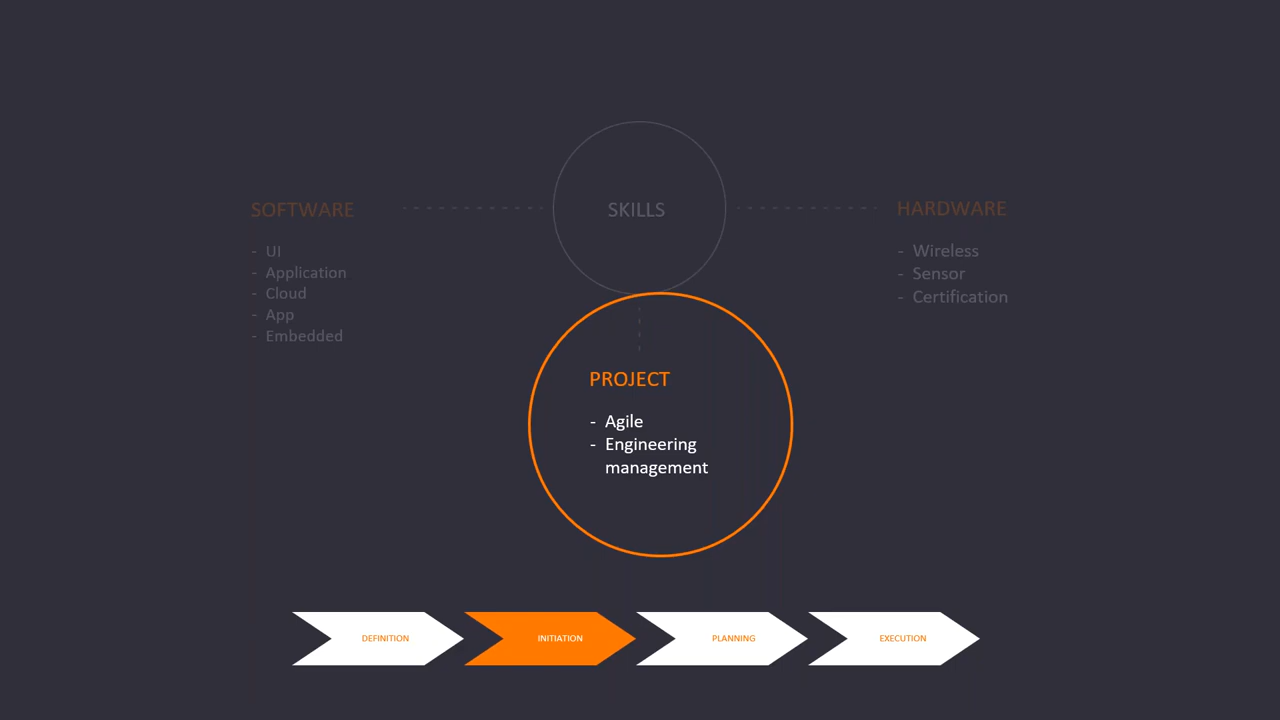 SKILLS
SOFTWARE
- UI
- Application
- Cloud
- App
- Embedded
HARDWARE
- Wireless
- Sensor
- Certification
PROJECT
- Agile
- Engineering
management
DEFINITION
INITIATION
PLANNING
EXECUTION